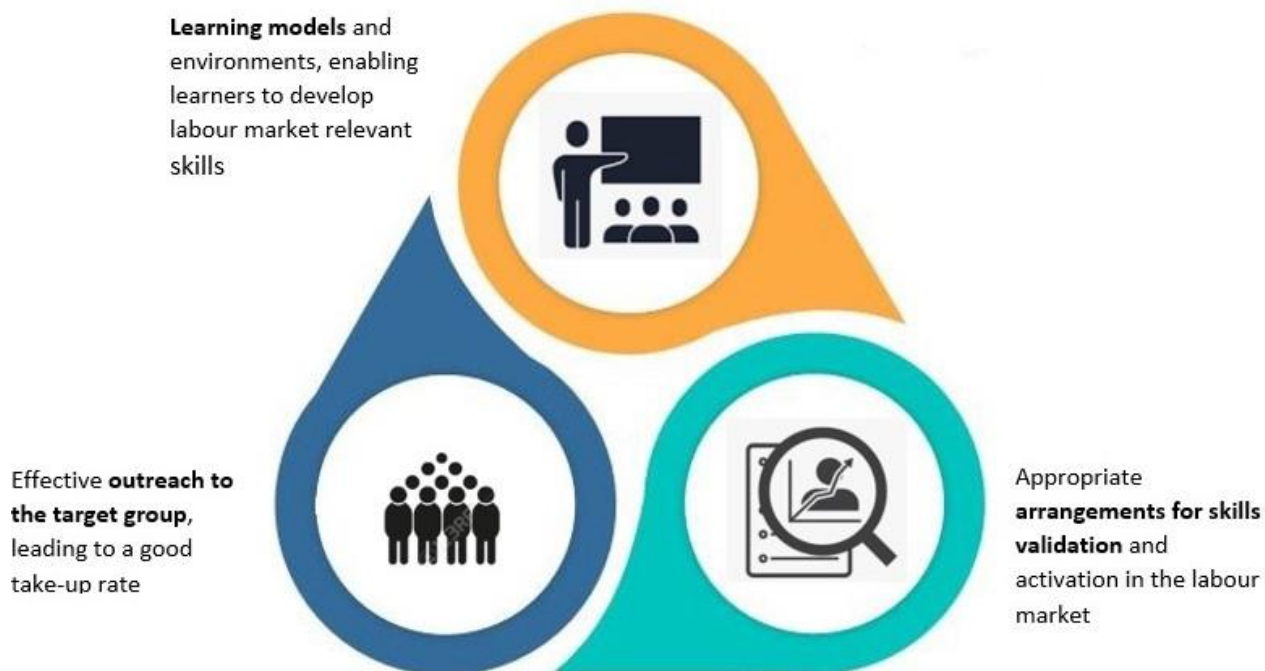 Learning models and
environments, enabling
learners to develop
labour market relevant
skills
Effective outreach to
the target group,
leading to a good
take-up rate
Appropriate
arrangements for skills
validation and
activation in the labour
market